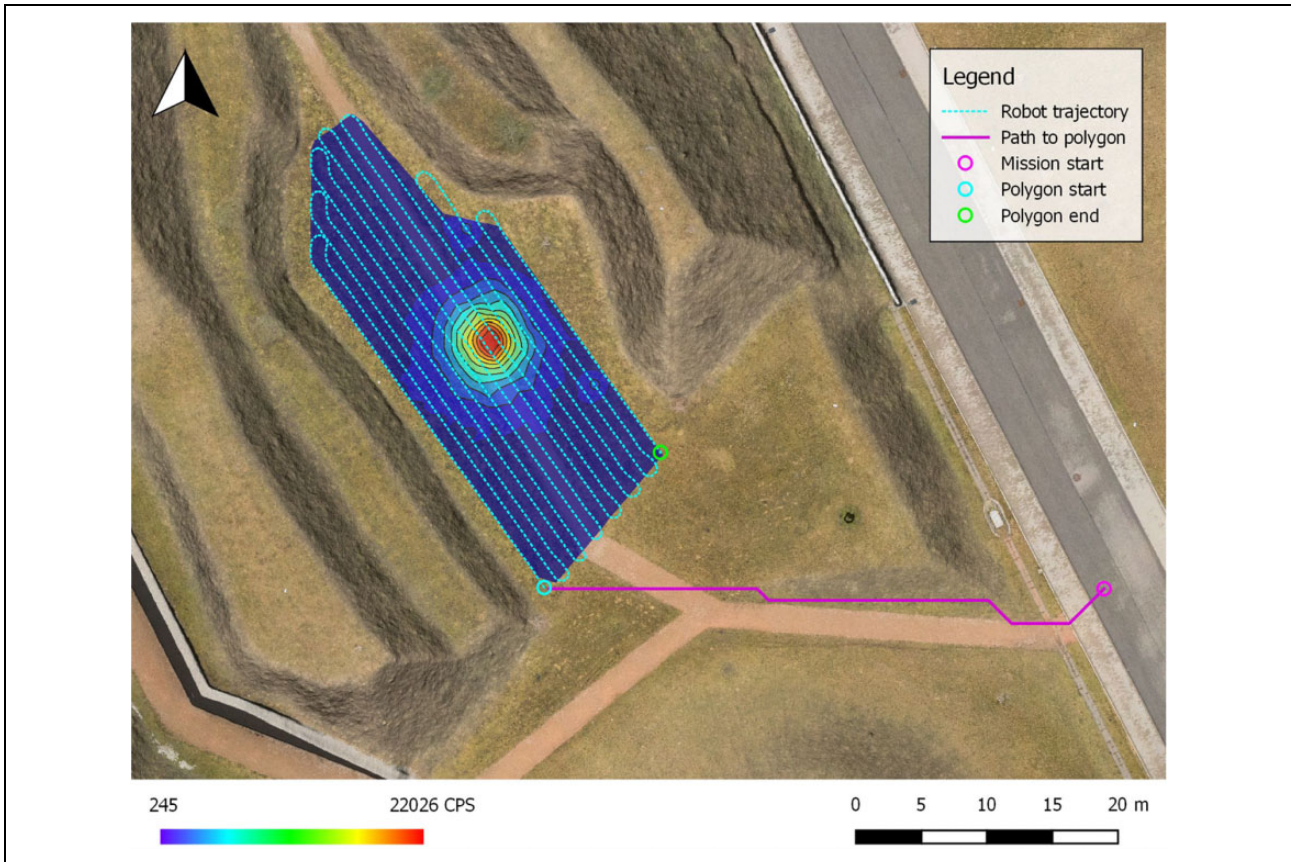 Legend
Robot trajectory
Path to polygon
Mission start
Polygon start
Polygon end
245 22026 CPS
0 5 10 15 20 m